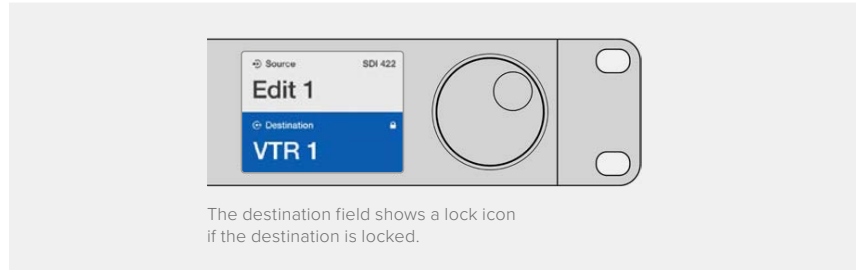 Source SDI 422
Edit 1
Destination
VTR 1
The destination field shows a lock icon
if the destination is locked.